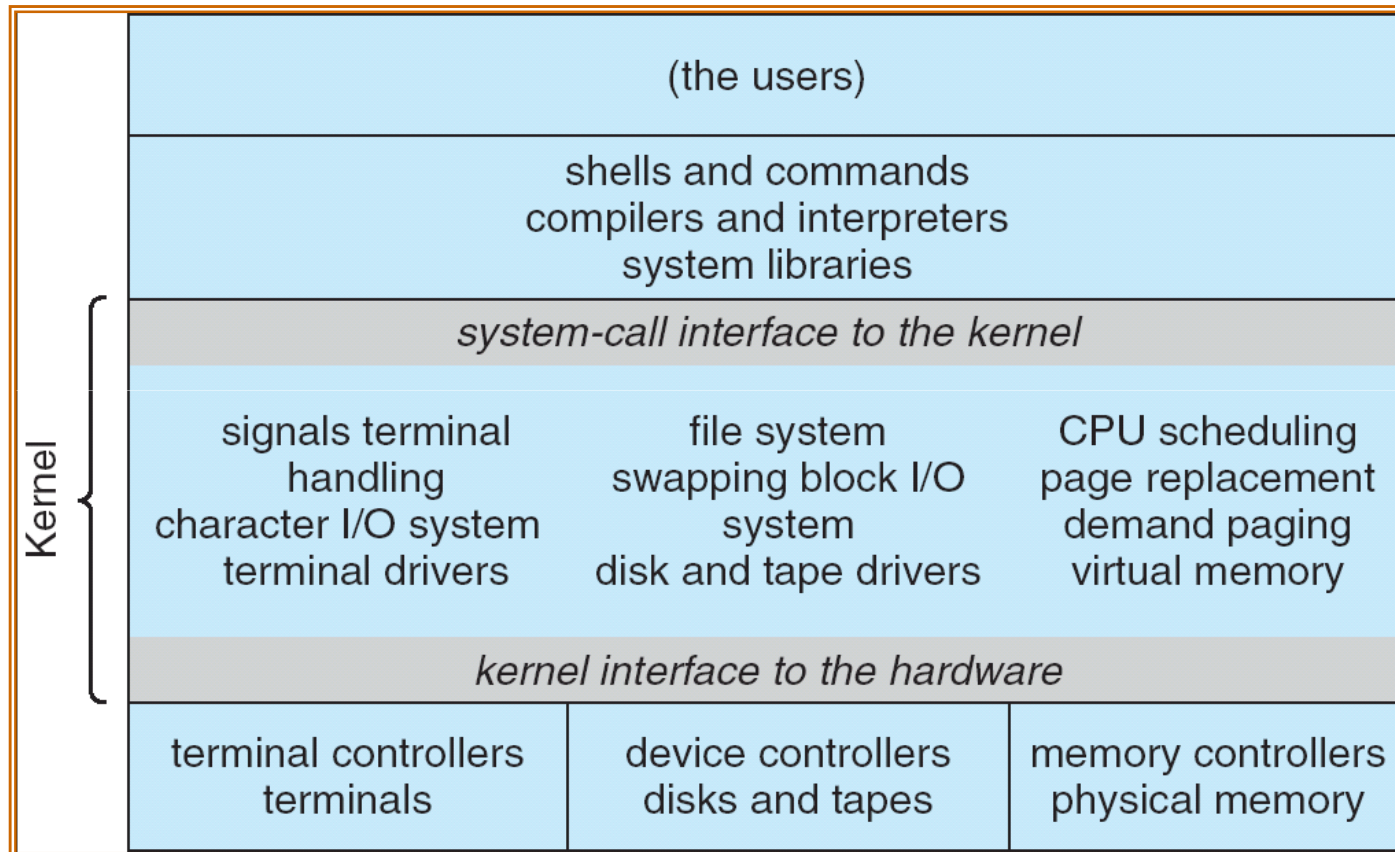 (the users)
shells and commands
compilers and interpreters
system libraries
Kernel
system-call interface to the kernel
signals terminal
handling
character I/O system
terminal drivers
file system
swapping block I/O
system
disk and tape drivers
CPU scheduling
page replacement
demand paging
virtual memory
kernel interface to the hardware
terminal controllers
terminals
device controllers
disks and tapes
memory controllers
physical memory